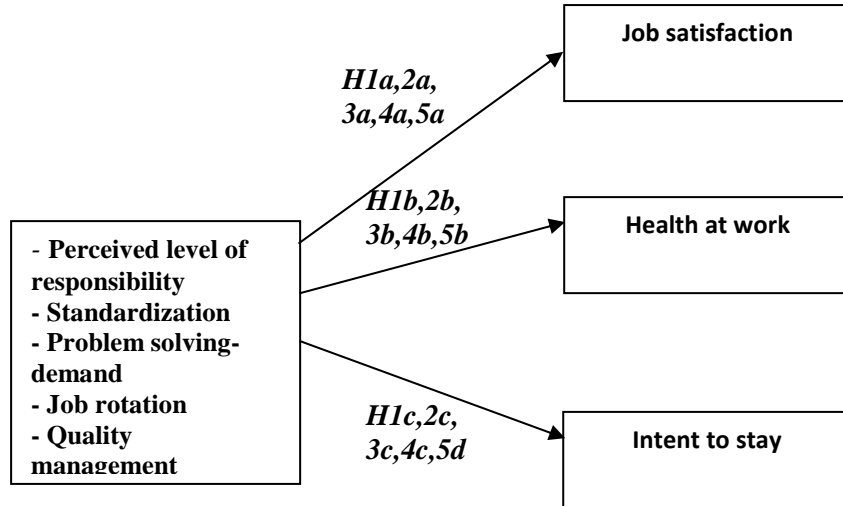 Job satisfaction
H1a,2a,
3a,4a,5a
H1b,2b,
3b,4b,5b
Health at work
- Perceived level of
responsibility
- Standardization
- Problem solving-
demand
- Job rotation
- Quality
management
H1c,2c,
3c,4c,5d
Intent to stay